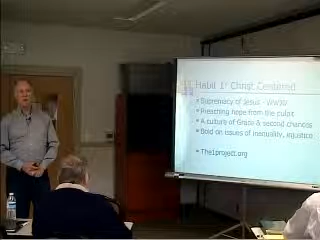 Habit 1: Christ Centered
Supremacy of Jesus - WWJD
Preaching hope from the pulpit
A culture of Grace & second chances
Bold on issues of inequality,
The1project.org